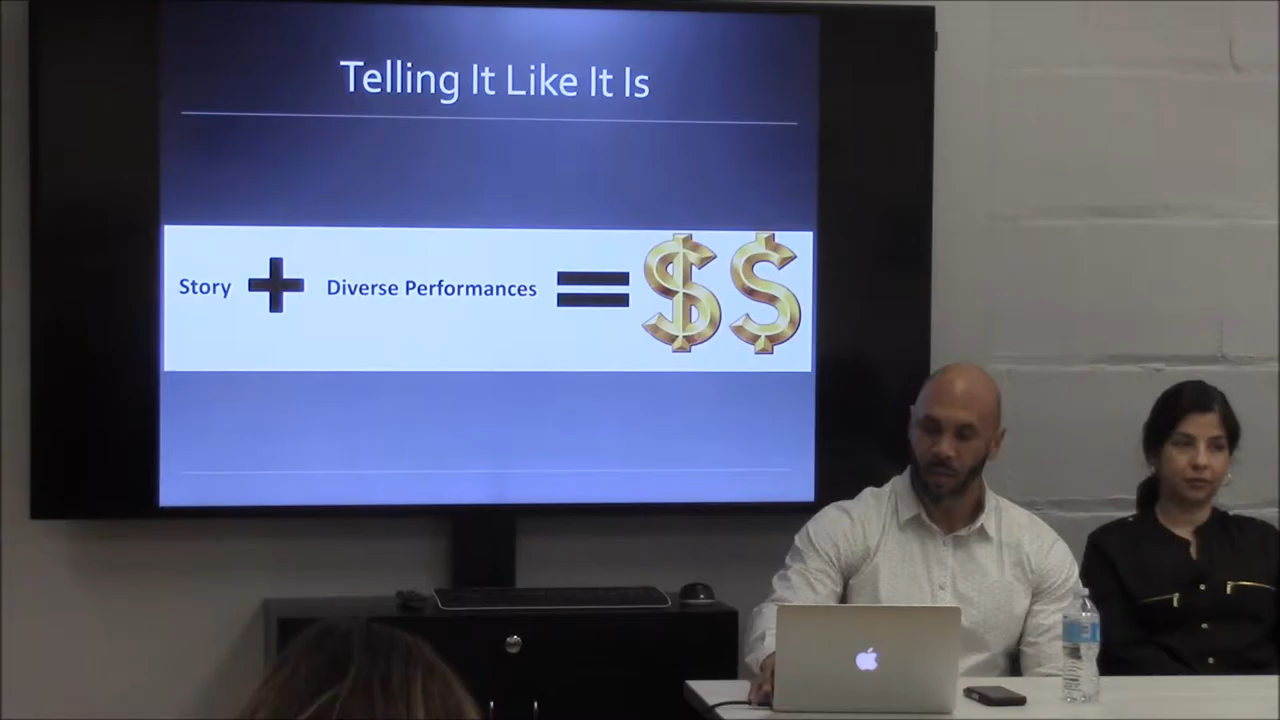 Telling It Like It Is
Story + Diverse Performances = $$